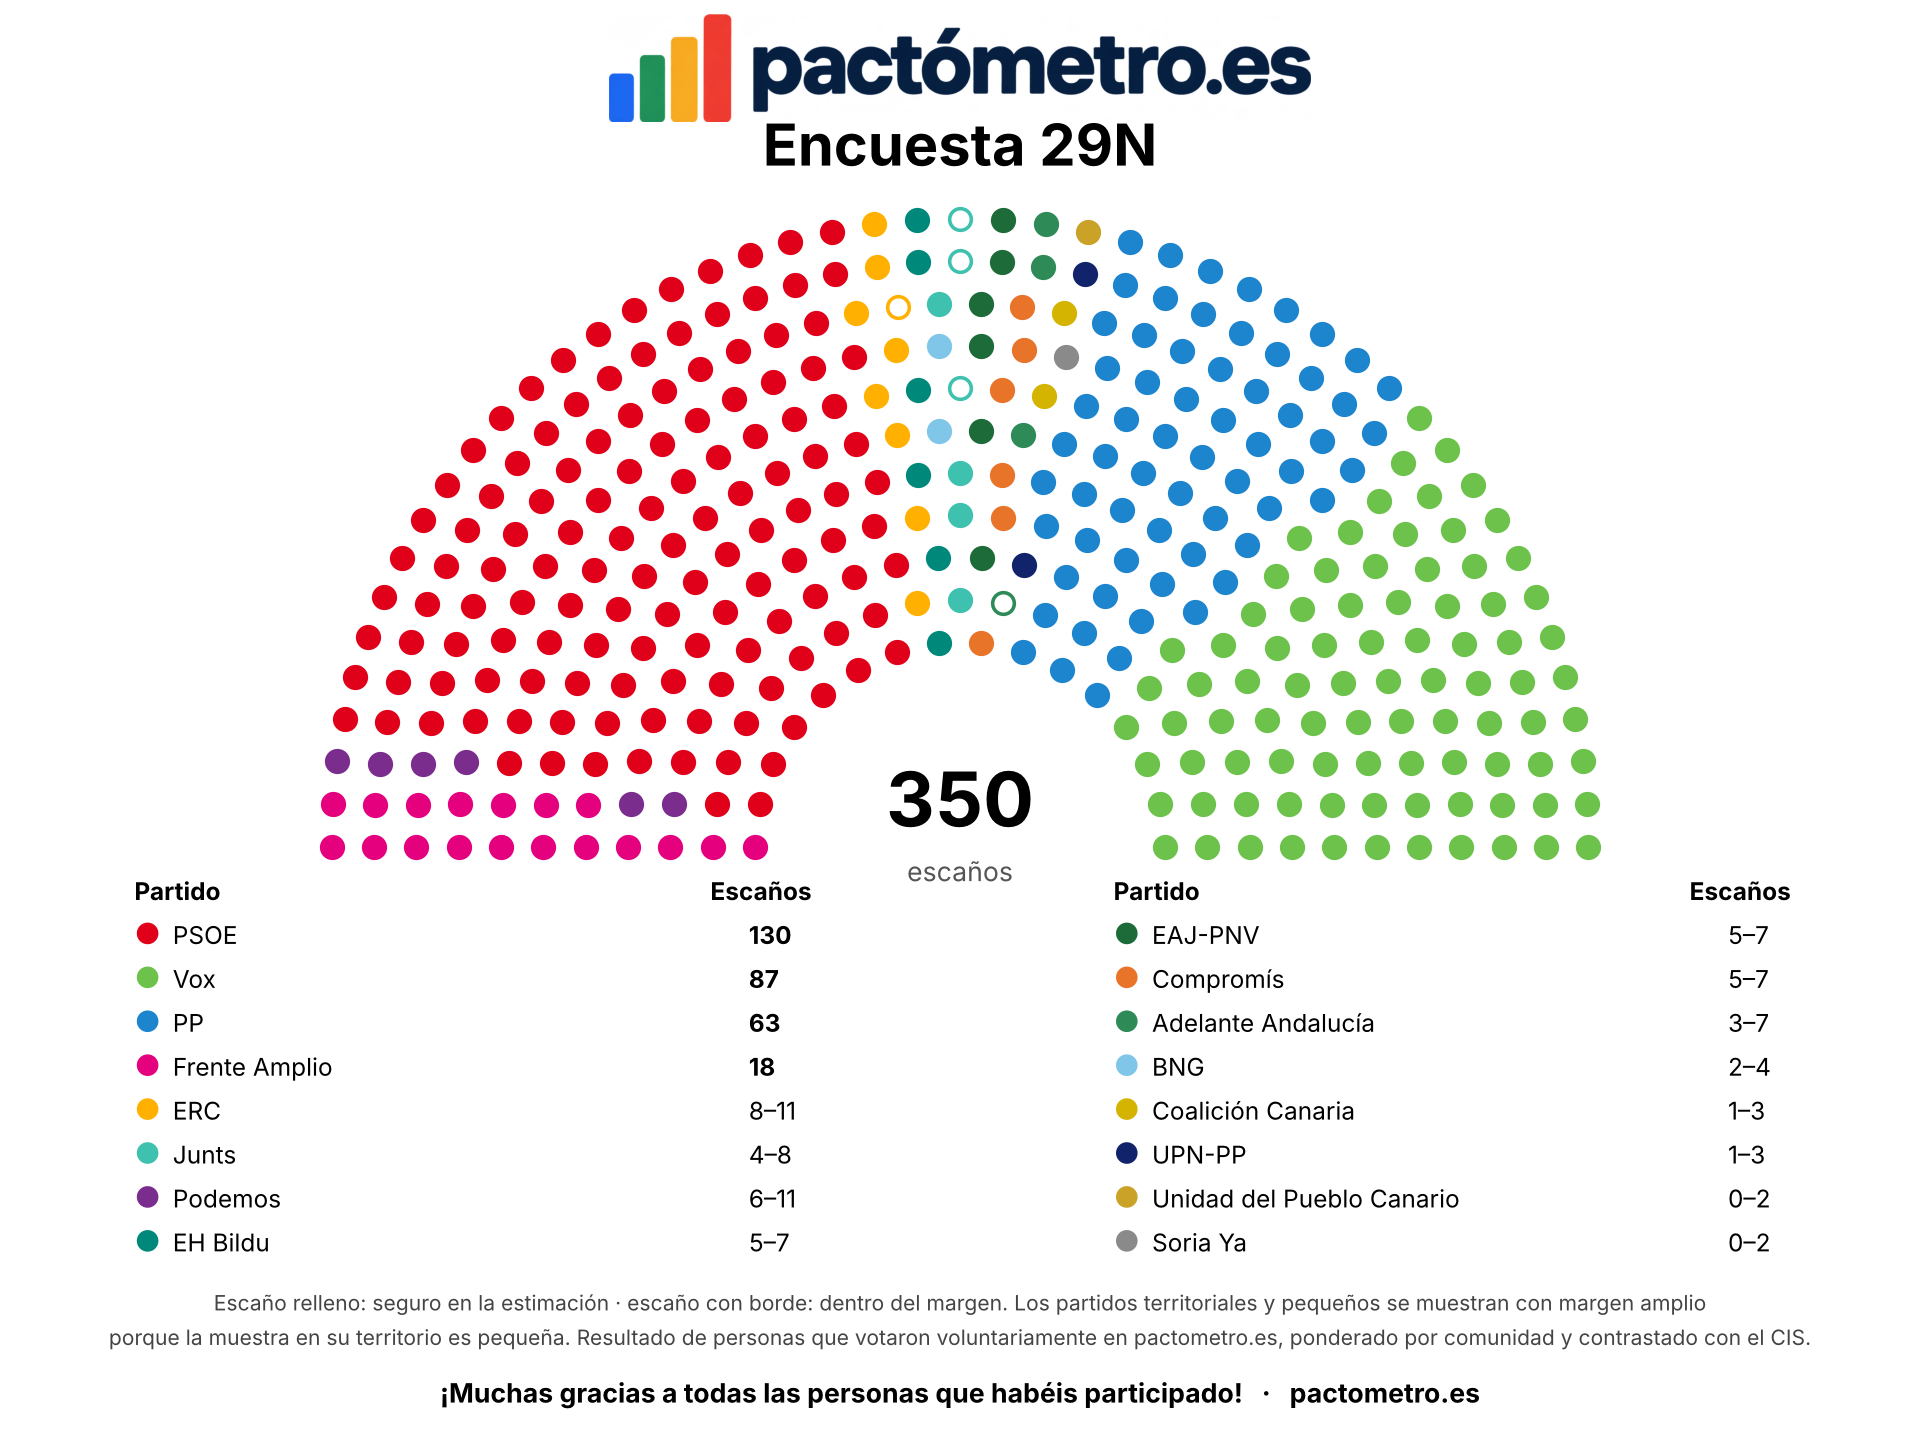 pactómetro.es
Encuesta 29N
350
escaños
Partido Escaños
PSOE 130
Vox 87
PP 63
Frente Amplio 18
ERC 8–11
Junts 4–8
Podemos 6–11
EH Bildu 5–7
Partido Escaños
EAJ-PNV 5–7
Compromís 5–7
Adelante Andalucía 3–7
BNG 2–4
Coalición Canaria 1–3
UPN-PP 1–3
Unidad del Pueblo Canario 0–2
Soria Ya 0–2
Escaño relleno: seguro en la estimación · escaño con borde: dentro del margen. Los partidos territoriales y pequeños se muestran con margen amplio
porque la muestra en su territorio es pequeña. Resultado de personas que votaron voluntariamente en pactometro.es, ponderado por comunidad y contrastado con el CIS.
¡Muchas gracias a todas las personas que habéis participado! · pactometro.es